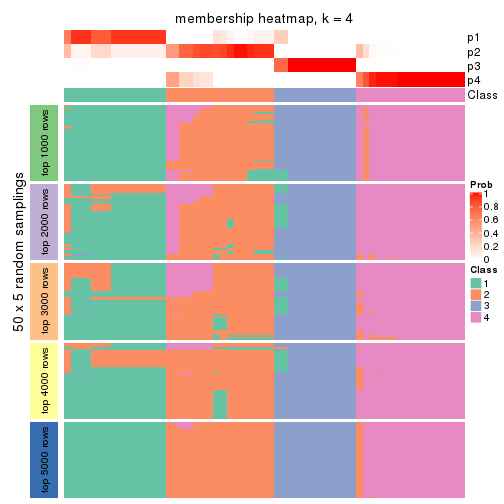 membership heatmap, k = 4
p1
p2
p3
p4
Class
50 x 5 random samplings
top 1000 rows
top 2000 rows
top 3000 rows
top 4000 rows
top 5000 rows
Prob
1
0.8
0.6
0.4
0.2
0
Class
1
2
3
4